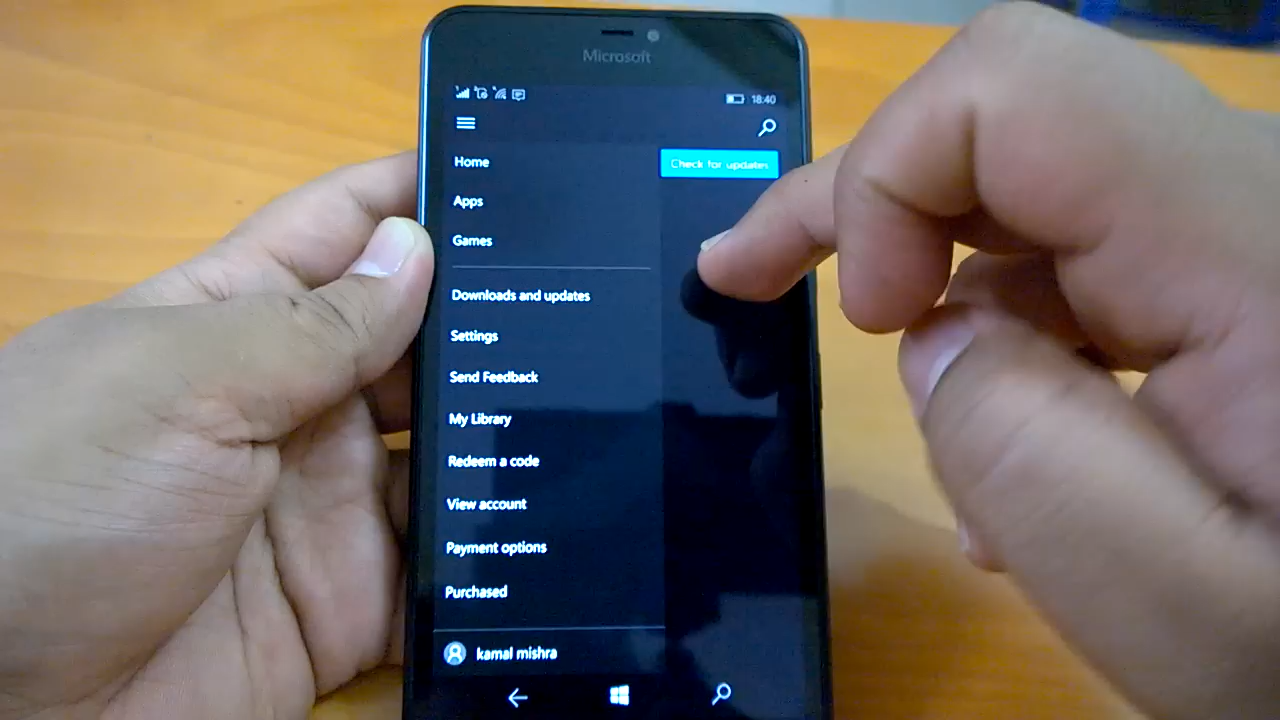 Microsoft
18:40
Home
Check for updates
Apps
Games
Downloads and updates
Settings
Send Feedback
My Library
Redeem a code
View account
Payment options
Purchased
kamal mishra